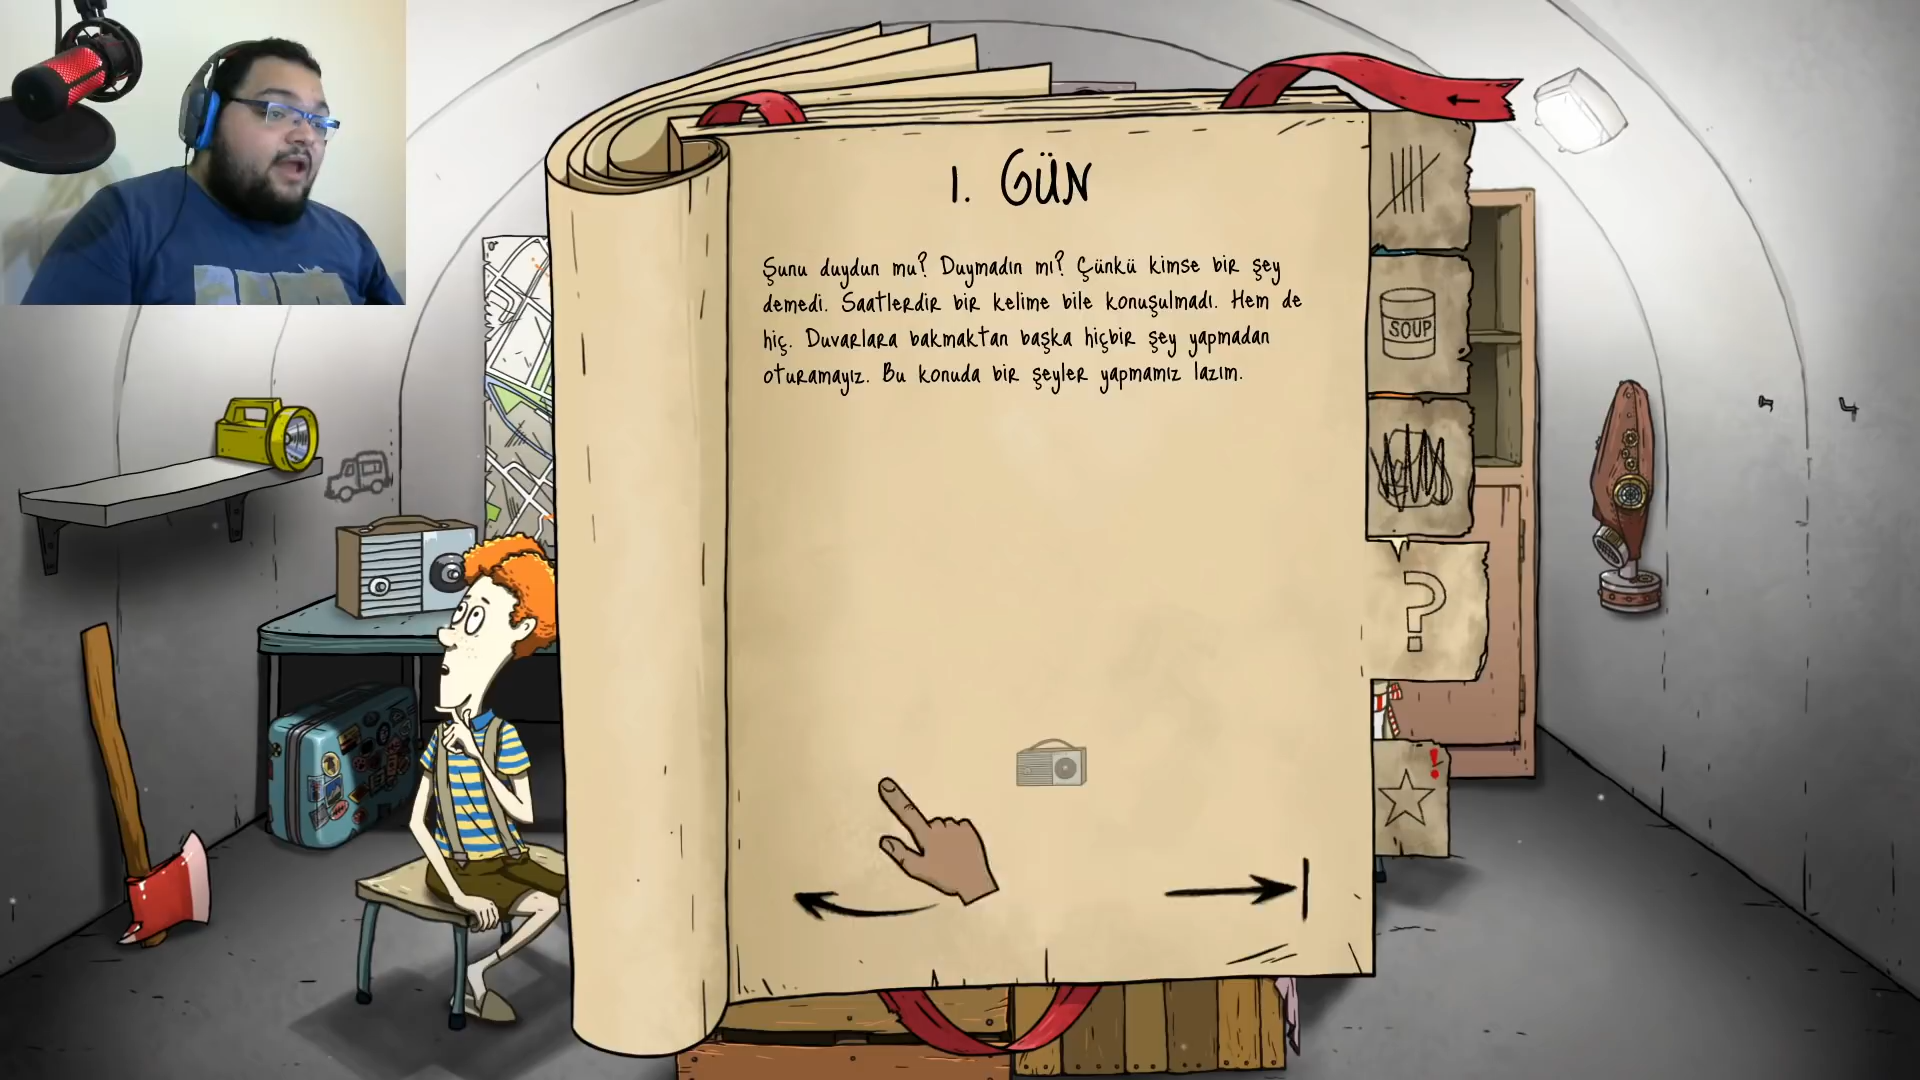 1. GÜN
Şunu duydun mu? Duymadın mı? Çünkü kimse bir şey
demedi. Saatlerdir bir kelime bile konuşulmadı. Hem de
hiç. Duvarlara bakmaktan başka hiçbir şey yapmadan
oturamayız. Bu konuda bir şeyler yapmamız lazım.
SOUP
?
!